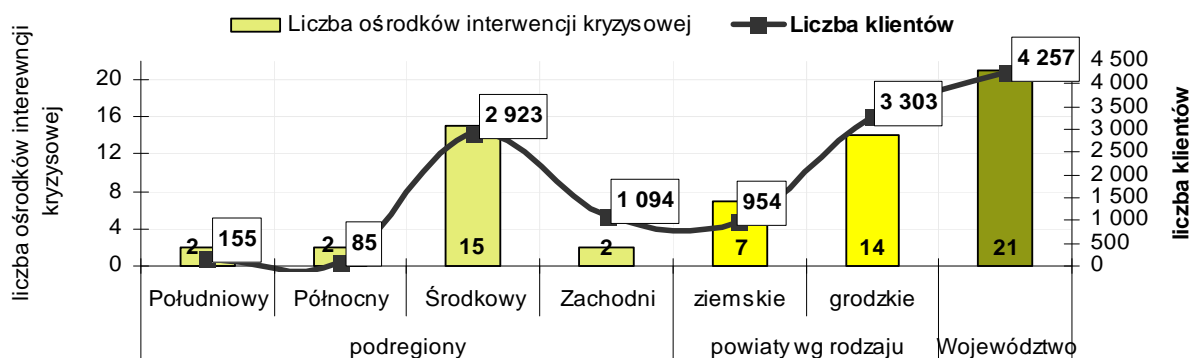 Liczba ośrodków interwencji kryzysowej
Liczba klientów
liczba ośrodków interewncji
kryzysowej
20
16
12
8
4
0
4 500
4 000
3 500
3 000
2 500
2 000
1 500
1 000
500
0
liczba klientów
2
155
2
85
15
2 923
2
1 094
7
954
14
3 303
21
4 257
Południowy
Północny
Środkowy
Zachodni
ziemskie
grodzkie
podregiony
powiaty wg rodzaju
Województwo